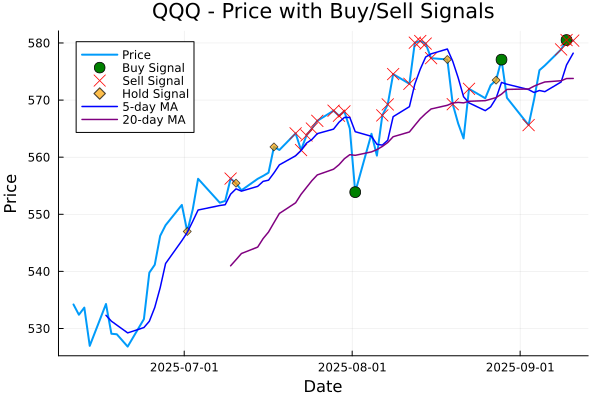 QQQ - Price with Buy/Sell Signals
Price
Buy Signal
Sell Signal
Hold Signal
5-day MA
20-day MA
580
570
560
550
540
530
Price
2025-07-01
2025-08-01
2025-09-01
Date